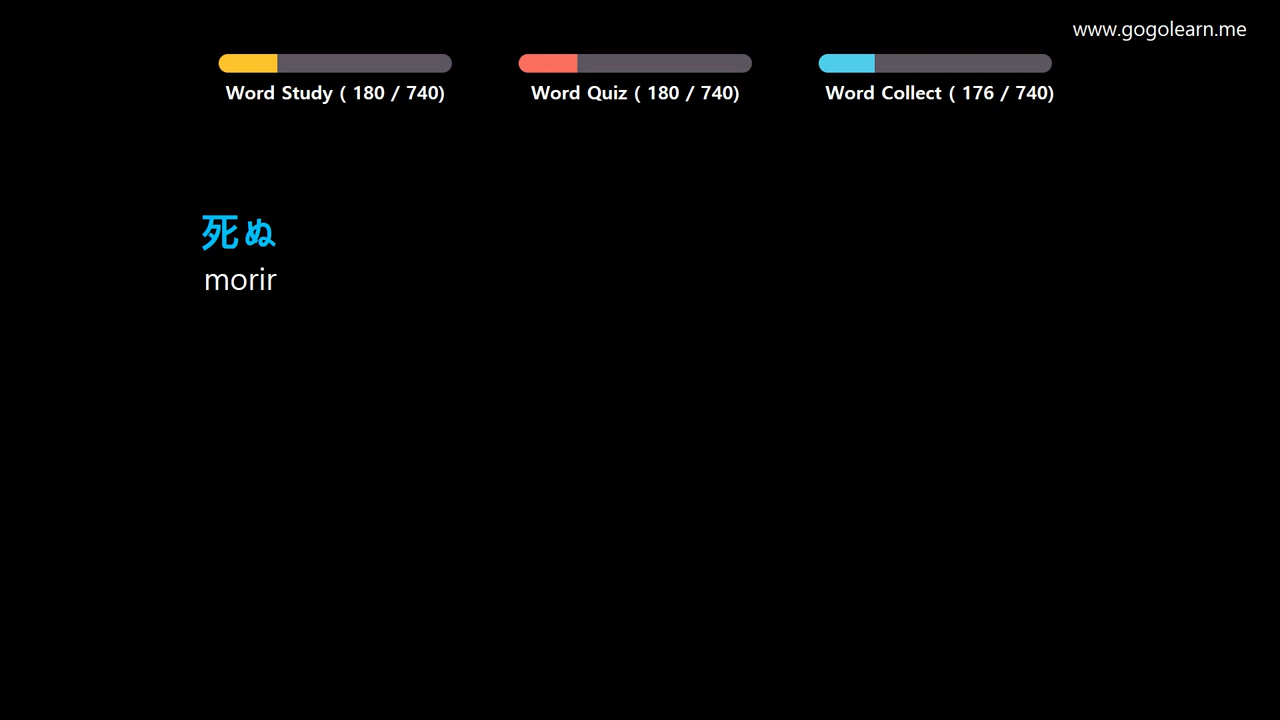 www.gogolearn.me
Word Study ( 180 / 740)
Word Quiz ( 180 / 740)
Word Collect ( 176 / 740)
死ぬ
morir